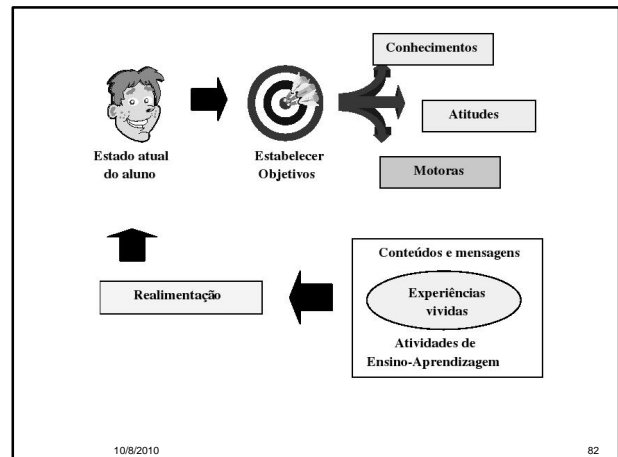 Conhecimentos
Atitudes
Motoras
Estado atual
do aluno
Estabelecer
Objetivos
Conteúdos e mensagens
Experiências
vividas
Atividades de
Ensino-Aprendizagem
Realimentação
10/8/2010
82